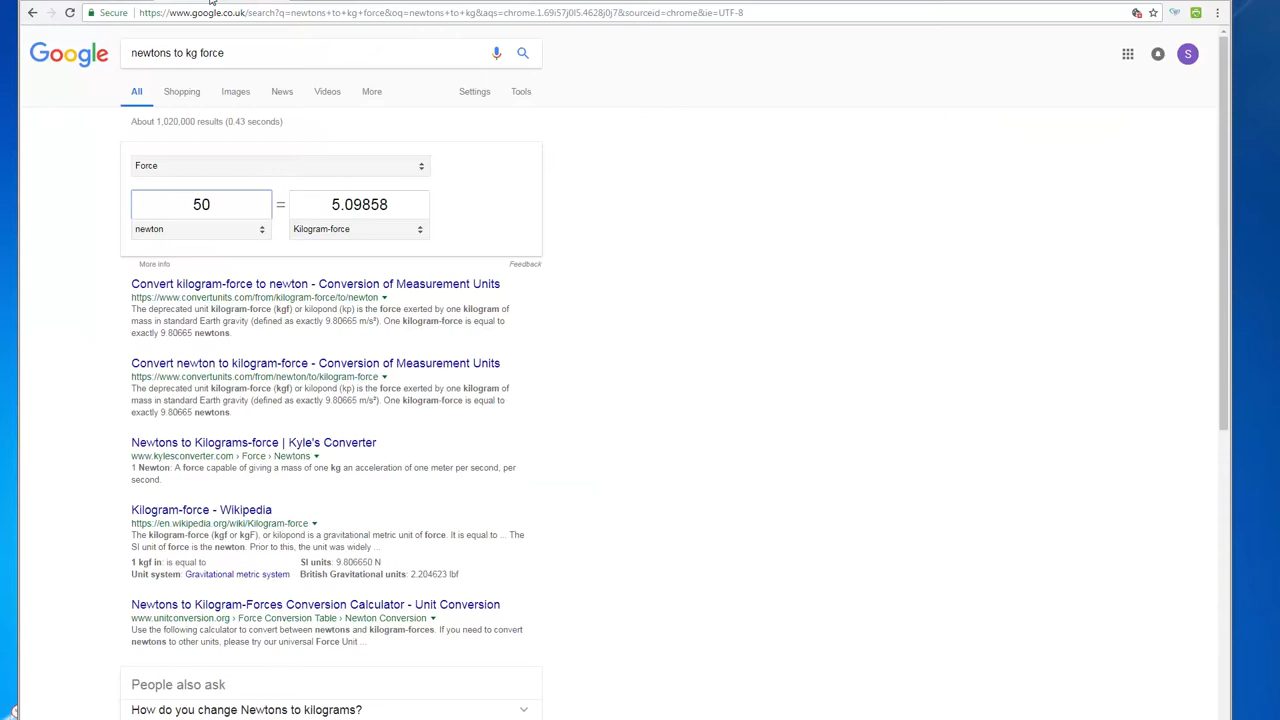 Secure https://www.google.co.uk/search?q=newtons+to+kg+force&oq=newtons+to+kg&aqs=chrome.1.69i57j0l5.4628j0j7&sourceid=chrome&ie=UTF-8
Google newtons to kg force S
All Shopping Images News Videos More Settings Tools
About 1,020,000 results (0.43 seconds)
Force
50 = 5.09858
newton Kilogram-force
More info Feedback
Convert kilogram-force to newton - Conversion of Measurement Units
https://www.convertunits.com/from/kilogram-force/to/newton
The deprecated unit kilogram-force (kgf) or kilopond (kp) is the force exerted by one kilogram of
mass in standard Earth gravity (defined as exactly 9.80665 m/s²). One kilogram-force is equal to
exactly 9.80665 newtons.
Convert newton to kilogram-force - Conversion of Measurement Units
https://www.convertunits.com/from/newton/to/kilogram-force
The deprecated unit kilogram-force (kgf) or kilopond (kp) is the force exerted by one kilogram of
mass in standard Earth gravity (defined as exactly 9.80665 m/s²). One kilogram-force is equal to
exactly 9.80665 newtons.
Newtons to Kilograms-force | Kyle's Converter
www.kylesconverter.com › Force › Newtons
1 Newton: A force capable of giving a mass of one kg an acceleration of one meter per second, per
second.
Kilogram-force - Wikipedia
https://en.wikipedia.org/wiki/Kilogram-force
The kilogram-force (kgf or kgF), or kilopond is a gravitational metric unit of force. It is equal to ... The
SI unit of force is the newton. Prior to this, the unit was widely ...
1 kgf in: is equal to SI units: 9.806650 N
Unit system: Gravitational metric system British Gravitational units: 2.204623 lbf
Newtons to Kilogram-Forces Conversion Calculator - Unit Conversion
www.unitconversion.org › Force Conversion Table › Newton Conversion
Use the following calculator to convert between newtons and kilogram-forces. If you need to convert
newtons to other units, please try our universal Force Unit ...
People also ask
How do you change Newtons to kilograms?